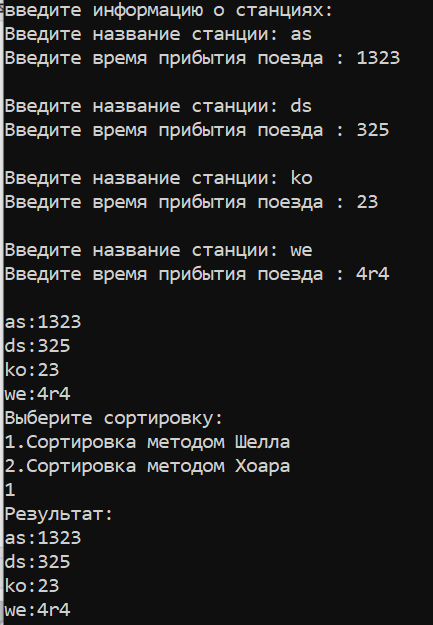 введите информацию о станциях:
Введите название станции: as
Введите время прибытия поезда : 1323
Введите название станции: ds
Введите время прибытия поезда : 325
Введите название станции: ko
Введите время прибытия поезда : 23
Введите название станции: we
Введите время прибытия поезда : 4r4
as:1323
ds:325
ko:23
we:4r4
Выберите сортировку:
1.Сортировка методом Шелла
2.Сортировка методом Хоара
1
Результат:
as:1323
ds:325
ko:23
we:4r4